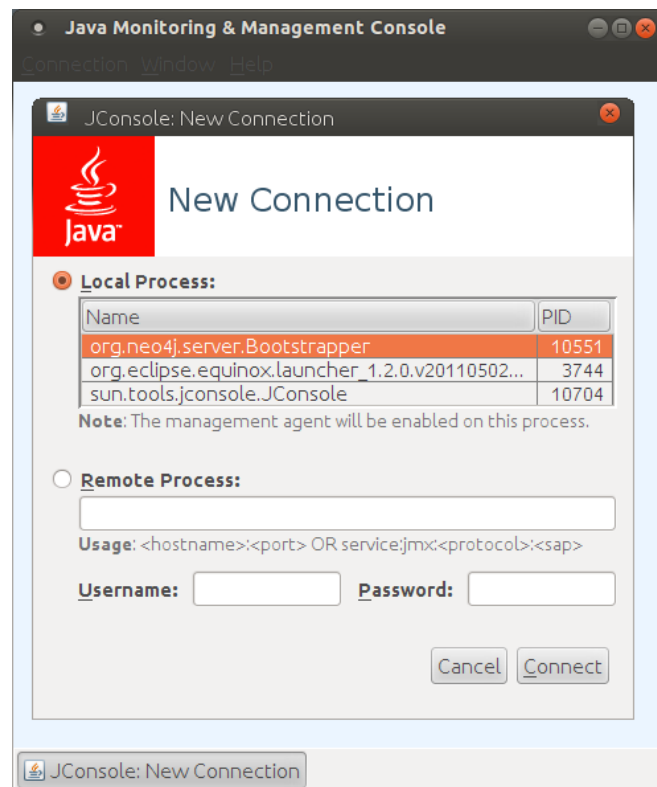 Java Monitoring & Management Console
Connection Window Help
JConsole: New Connection
Java™
New Connection
Local Process:
Name PID
org.neo4j.server.Bootstrapper 10551
org.eclipse.equinox.launcher_1.2.0.v20110502... 3744
sun.tools.jconsole.JConsole 10704
Note: The management agent will be enabled on this process.
Remote Process:
Usage: <hostname>:<port> OR service:jmx:<protocol>:<sap>
Username: Password:
Cancel Connect
JConsole: New Connection